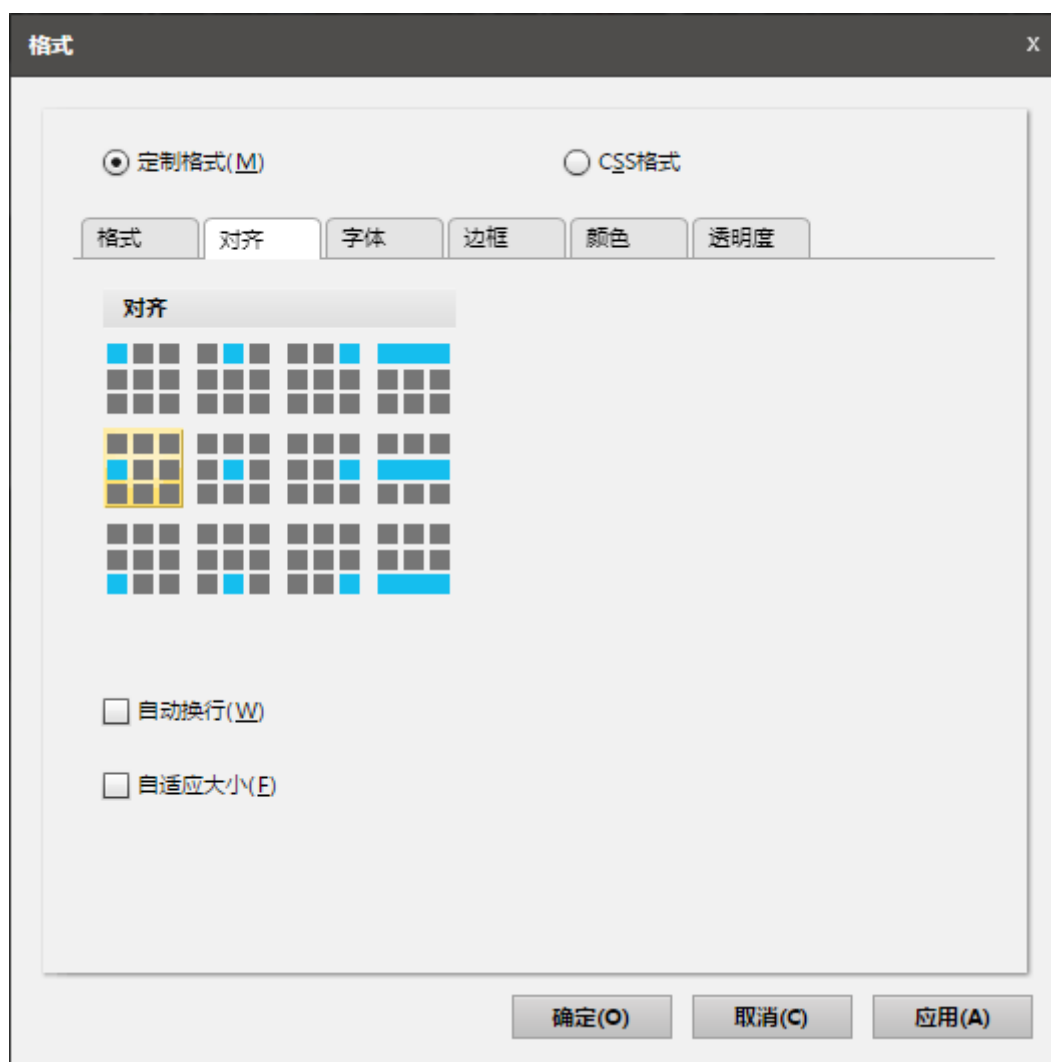 格式 X
定制格式(M) CSS格式
格式 对齐 字体 边框 颜色 透明度
对齐
自动换行(W)
自适应大小(F)
确定(O) 取消(C) 应用(A)